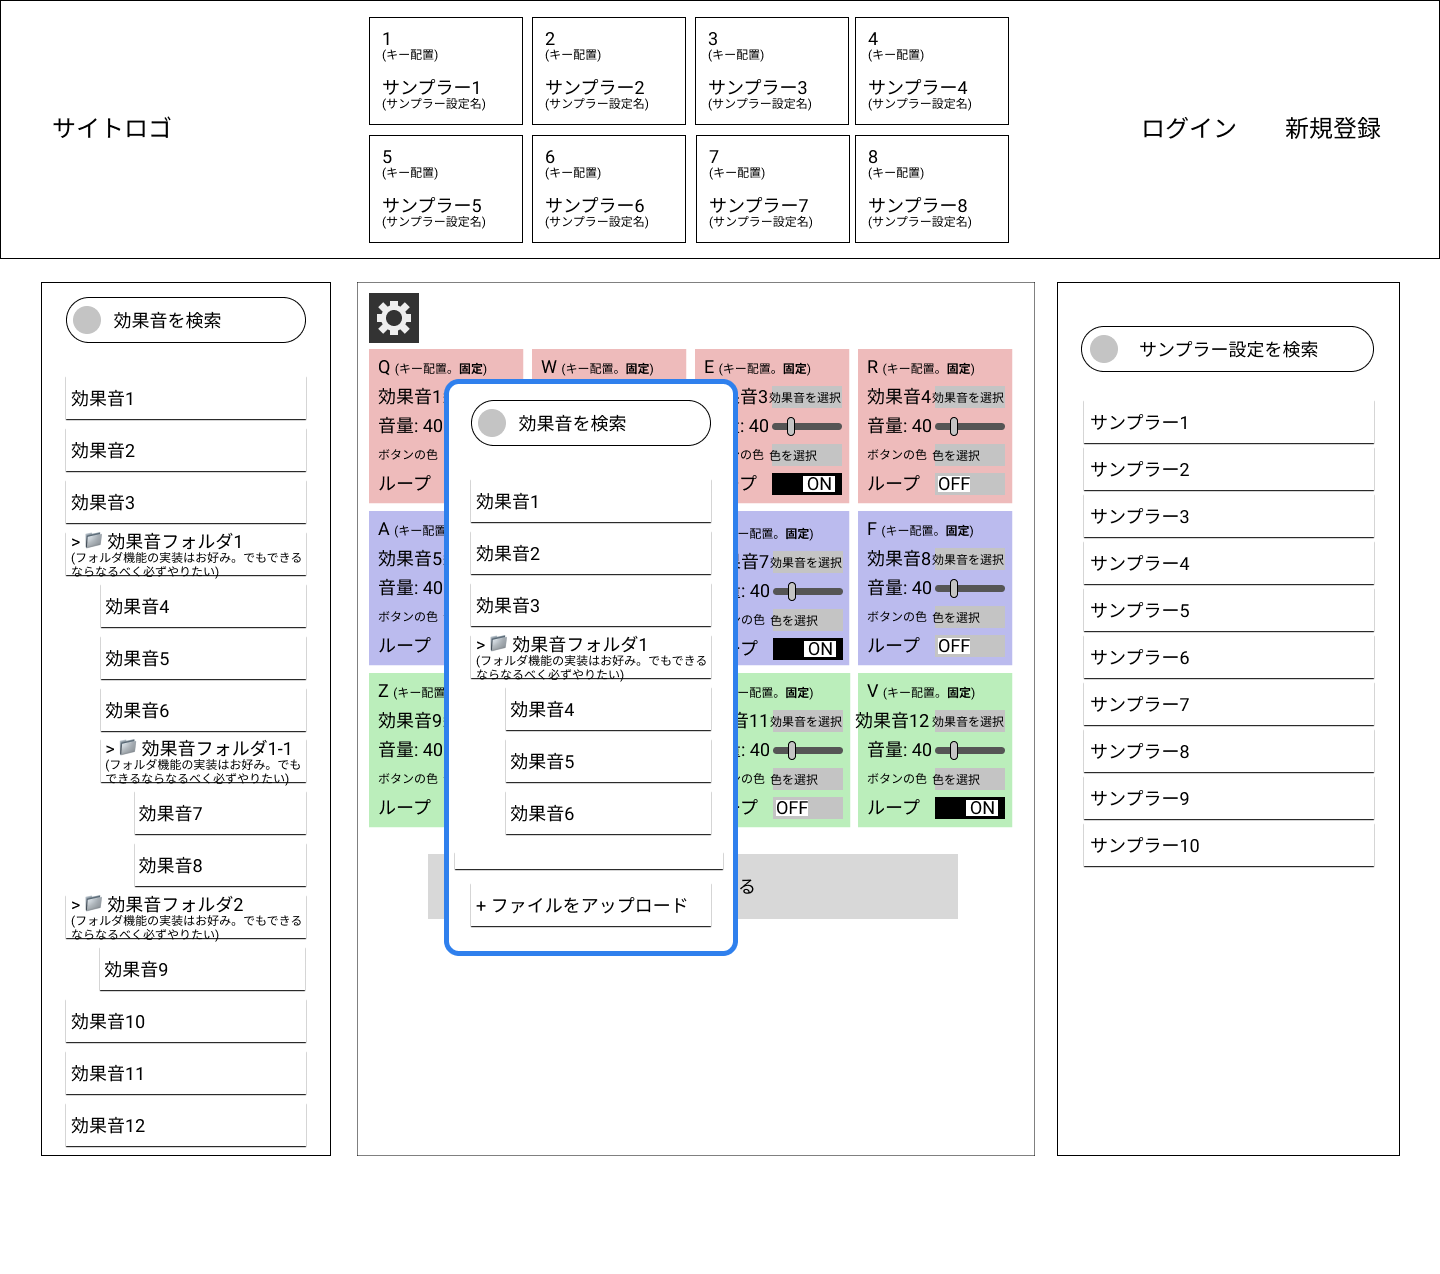 サイトロゴ
1
(キー配置)
サンプラー1
(サンプラー設定名)
2
(キー配置)
サンプラー2
(サンプラー設定名)
3
(キー配置)
サンプラー3
(サンプラー設定名)
4
(キー配置)
サンプラー4
(サンプラー設定名)
5
(キー配置)
サンプラー5
(サンプラー設定名)
6
(キー配置)
サンプラー6
(サンプラー設定名)
7
(キー配置)
サンプラー7
(サンプラー設定名)
8
(キー配置)
サンプラー8
(サンプラー設定名)
ログイン
新規登録
効果音を検索
効果音1
効果音2
効果音3
> 効果音フォルダ1
(フォルダ機能の実装はお好み。でもできる
ならなるべく必ずやりたい)
効果音4
効果音5
効果音6
> 効果音フォルダ1-1
(フォルダ機能の実装はお好み。でも
できるならなるべく必ずやりたい)
効果音7
効果音8
> 効果音フォルダ2
(フォルダ機能の実装はお好み。でもできる
ならなるべく必ずやりたい)
効果音9
効果音10
効果音11
効果音12
Q (キー配置。固定)
効果音1
音量: 40
ボタンの色
ループ
W (キー配置。固定)
E (キー配置。固定)
音3 効果音を選択
: 40
の色 色を選択
プ ON
R (キー配置。固定)
効果音4 効果音を選択
音量: 40
ボタンの色 色を選択
ループ OFF
A (キー配置
効果音5
音量: 40
ボタンの色
ループ
ー配置。固定)
音7 効果音を選択
: 40
の色 色を選択
プ ON
F (キー配置。固定)
効果音8 効果音を選択
音量: 40
ボタンの色 色を選択
ループ OFF
Z (キー配置
効果音9
音量: 40
ボタンの色
ループ
ー配置。固定)
音11 効果音を選択
: 40
の色 色を選択
プ OFF
V (キー配置。固定)
効果音12 効果音を選択
音量: 40
ボタンの色 色を選択
ループ ON
る
効果音を検索
効果音1
効果音2
効果音3
> 効果音フォルダ1
(フォルダ機能の実装はお好み。でもできる
ならなるべく必ずやりたい)
効果音4
効果音5
効果音6
+ ファイルをアップロード
サンプラー設定を検索
サンプラー1
サンプラー2
サンプラー3
サンプラー4
サンプラー5
サンプラー6
サンプラー7
サンプラー8
サンプラー9
サンプラー10